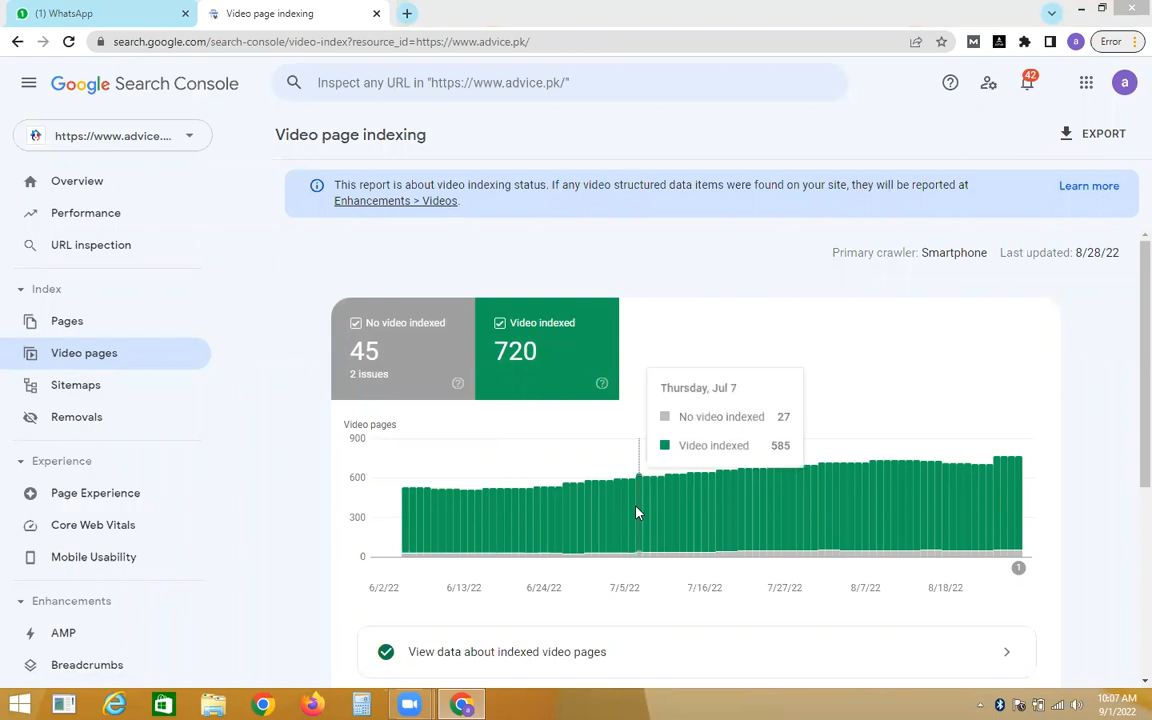 (1) WhatsApp
Video page indexing
search.google.com/search-console/video-index?resource_id=https://www.advice.pk/
Error
Google Search Console
Inspect any URL in "https://www.advice.pk/"
42
a
https://www.advice....
Video page indexing
EXPORT
This report is about video indexing status. If any video structured data items were found on your site, they will be reported at
Enhancements > Videos.
Learn more
Overview
Performance
URL inspection
Index
Pages
Video pages
Sitemaps
Removals
Experience
Page Experience
Core Web Vitals
Mobile Usability
Enhancements
AMP
Breadcrumbs
Primary crawler: Smartphone
Last updated: 8/28/22
No video indexed
45
2 issues
Video indexed
720
Thursday, Jul 7
No video indexed 27
Video indexed 585
Video pages
900
600
300
0
1
6/2/22 6/13/22 6/24/22 7/5/22 7/16/22 7/27/22 8/7/22 8/18/22
View data about indexed video pages
10:07 AM
9/1/2022